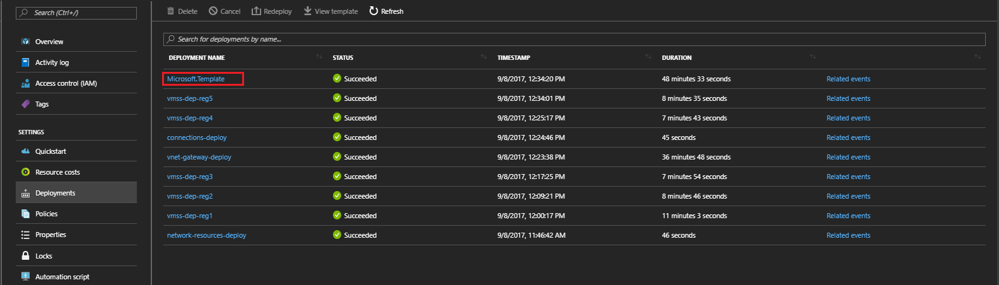 Search (Ctrl+/)
Overview
Activity log
Access control (IAM)
Tags
SETTINGS
Quickstart
Resource costs
Deployments
Policies
Properties
Locks
Automation script
Delete Cancel Redeploy View template Refresh
Search for deployments by name...
DEPLOYMENT NAME STATUS TIMESTAMP DURATION
Microsoft.Template Succeeded 9/8/2017, 12:34:20 PM 48 minutes 33 seconds Related events
vmss-dep-reg5 Succeeded 9/8/2017, 12:34:01 PM 8 minutes 35 seconds Related events
vmss-dep-reg4 Succeeded 9/8/2017, 12:25:17 PM 7 minutes 43 seconds Related events
connections-deploy Succeeded 9/8/2017, 12:24:46 PM 45 seconds Related events
vnet-gateway-deploy Succeeded 9/8/2017, 12:23:38 PM 36 minutes 48 seconds Related events
vmss-dep-reg3 Succeeded 9/8/2017, 12:17:25 PM 7 minutes 54 seconds Related events
vmss-dep-reg2 Succeeded 9/8/2017, 12:09:21 PM 8 minutes 46 seconds Related events
vmss-dep-reg1 Succeeded 9/8/2017, 12:00:17 PM 11 minutes 3 seconds Related events
network-resources-deploy Succeeded 9/8/2017, 11:46:42 AM 46 seconds Related events